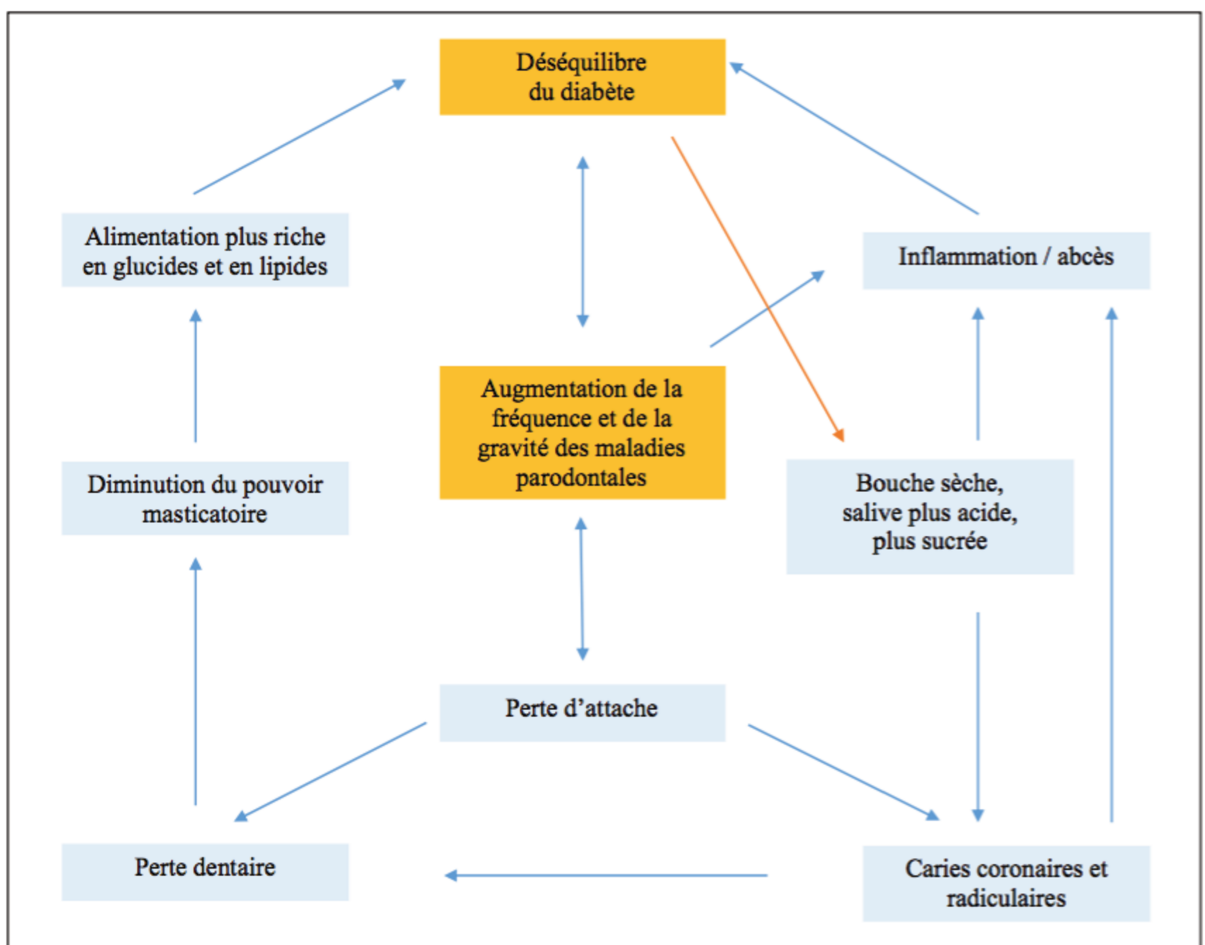 Déséquilibre
du diabète
Alimentation plus riche
en glucides et en lipides
Inflammation / abcès
Augmentation de la
fréquence et de la
gravité des maladies
parodontales
Diminution du pouvoir
masticatoire
Bouche sèche,
salive plus acide,
plus sucrée
Perte d’attache
Perte dentaire
Caries coronaires et
radiculaires